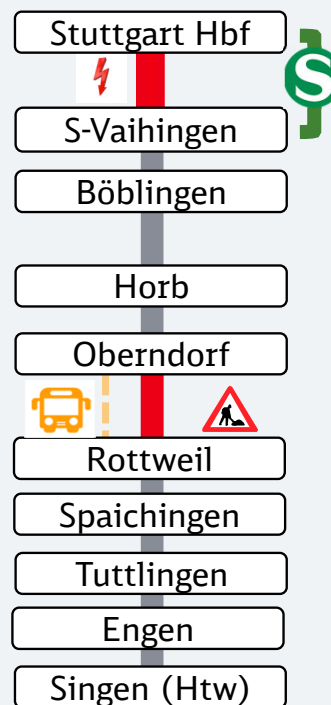 Stuttgart Hbf
S
S-Vaihingen
Böblingen
Horb
Oberndorf
Rottweil
Spaichingen
Tuttlingen
Engen
Singen (Htw)